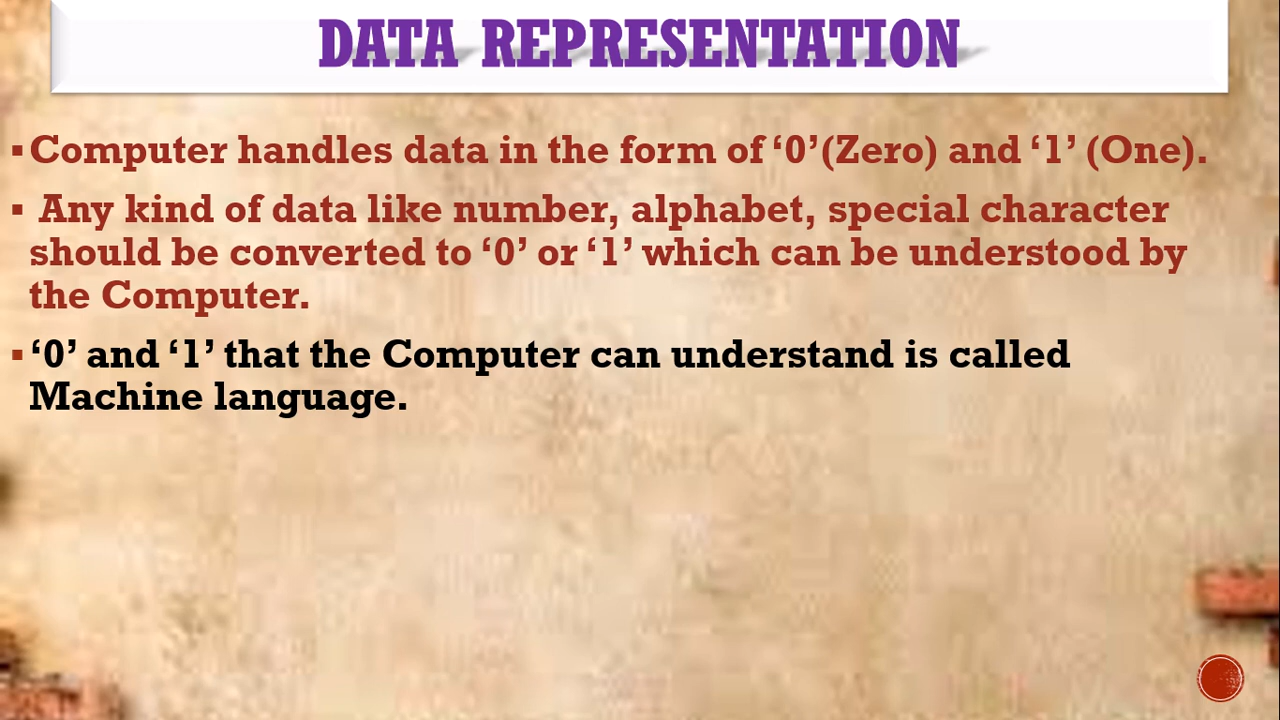 DATA REPRESENTATION
▪Computer handles data in the form of ‘0’(Zero) and ‘1’ (One).
▪ Any kind of data like number, alphabet, special character
should be converted to ‘0’ or ‘1’ which can be understood by
the Computer.
▪‘0’ and ‘1’ that the Computer can understand is called
Machine language.